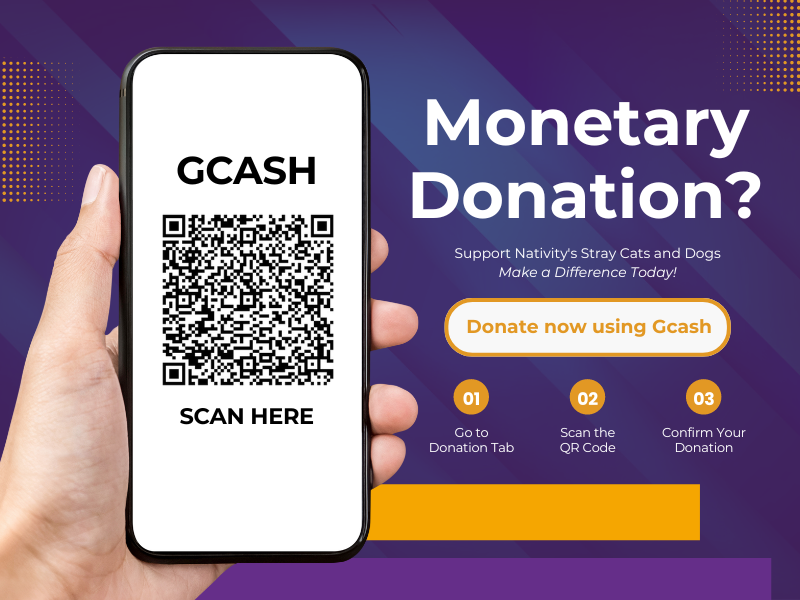 GCASH
SCAN HERE
Monetary
Donation?
Support Nativity's Stray Cats and Dogs
Make a Difference Today!
Donate now using Gcash
01
Go to
Donation Tab
02
Scan the
QR Code
03
Confirm Your
Donation